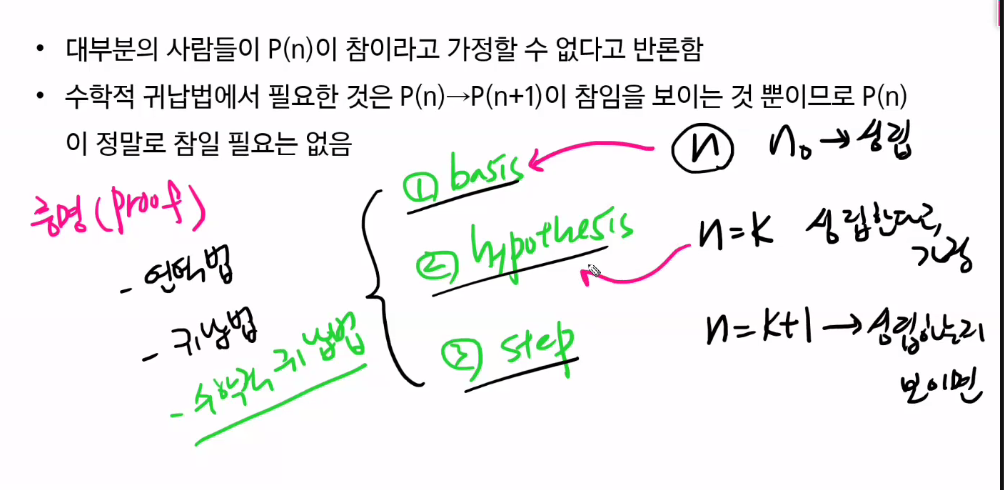 • 대부분의 사람들이 P(n)이 참이라고 가정할 수 없다고 반론함
• 수학적 귀납법에서 필요한 것은 P(n)→P(n+1)이 참임을 보이는 것 뿐이므로 P(n)
이 정말로 참일 필요는 없음
증명(proof)
- 연역법
- 귀납법
- 수학적 귀납법
① basis
② hypothesis
③ step
n n₀→성립
n=k 성립한다고,
가정
n=k+1→성립하는지
보이면